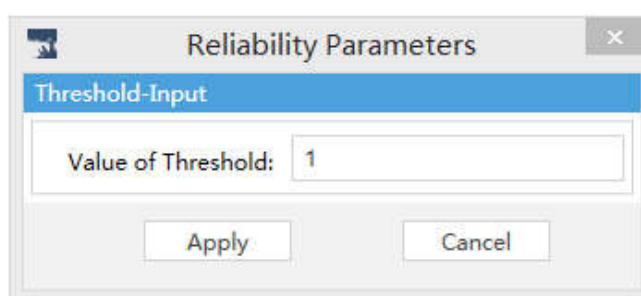 Reliability Parameters
Threshold-Input
Value of Threshold: 1
Apply Cancel